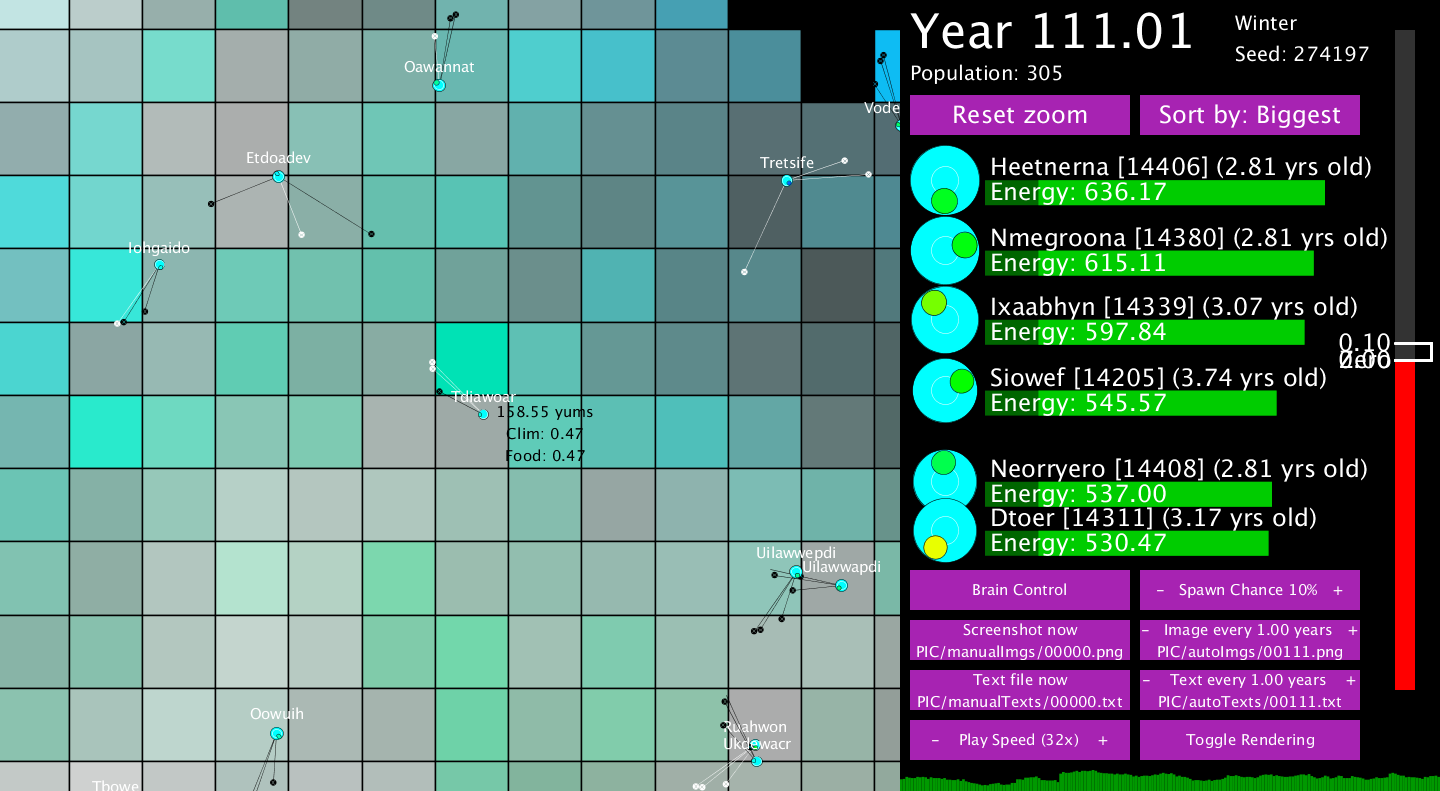 Oawannat
Vode
Etdoadev
Tretsife
Iohgaido
Tdiawoar
158.55 yums
Clim: 0.47
Food: 0.47
Uilawwepdi
Uilawwapdi
Oowuih
Ruahwon
Ukdewacr
Tbowe
Year 111.01
Winter
Seed: 274197
Population: 305
Reset zoom
Sort by: Biggest
Heetnerna [14406] (2.81 yrs old)
Energy: 636.17
Nmegroona [14380] (2.81 yrs old)
Energy: 615.11
Ixaabhyn [14339] (3.07 yrs old)
Energy: 597.84
0.10
Siowef [14205] (3.74 yrs old)
Energy: 545.57
Neorryero [14408] (2.81 yrs old)
Energy: 537.00
Dtoer [14311] (3.17 yrs old)
Energy: 530.47
Brain Control
- Spawn Chance 10% +
Screenshot now
PIC/manualImgs/00000.png
- Image every 1.00 years +
PIC/autoImgs/00111.png
Text file now
PIC/manualTexts/00000.txt
- Text every 1.00 years +
PIC/autoTexts/00111.txt
- Play Speed (32x) +
Toggle Rendering